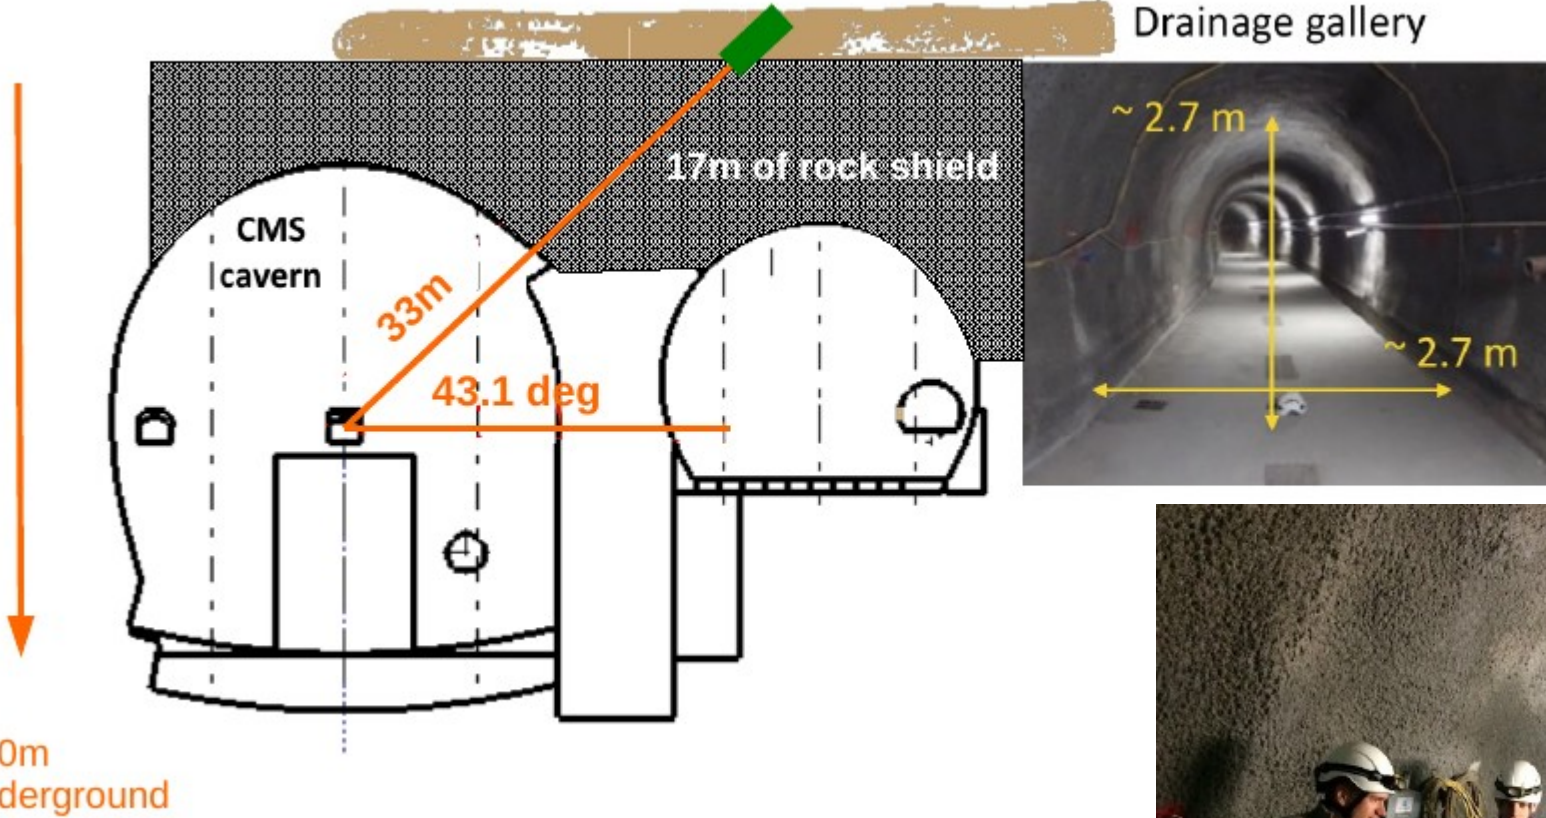 Drainage gallery
~ 2.7 m
17m of rock shield
CMS
cavern
33m
~ 2.7 m
43.1 deg
0m
derground